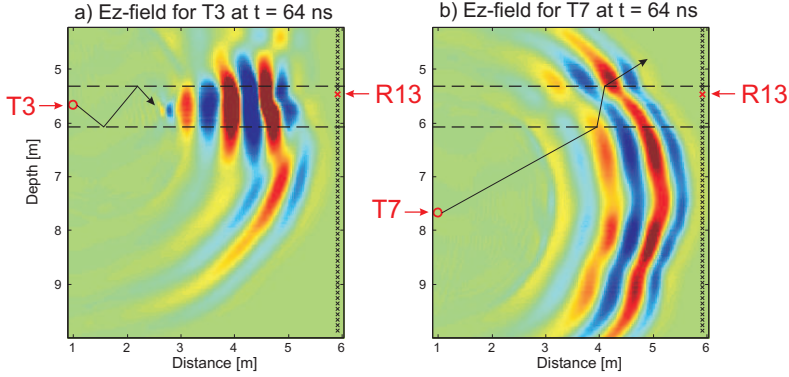 a) Ez-field for T3 at t = 64 ns
b) Ez-field for T7 at t = 64 ns
5
6
7
8
9
Depth [m]
T3
R13
1
2
3
4
5
6
Distance [m]
5
6
7
8
9
T7
R13
1
2
3
4
5
6
Distance [m]